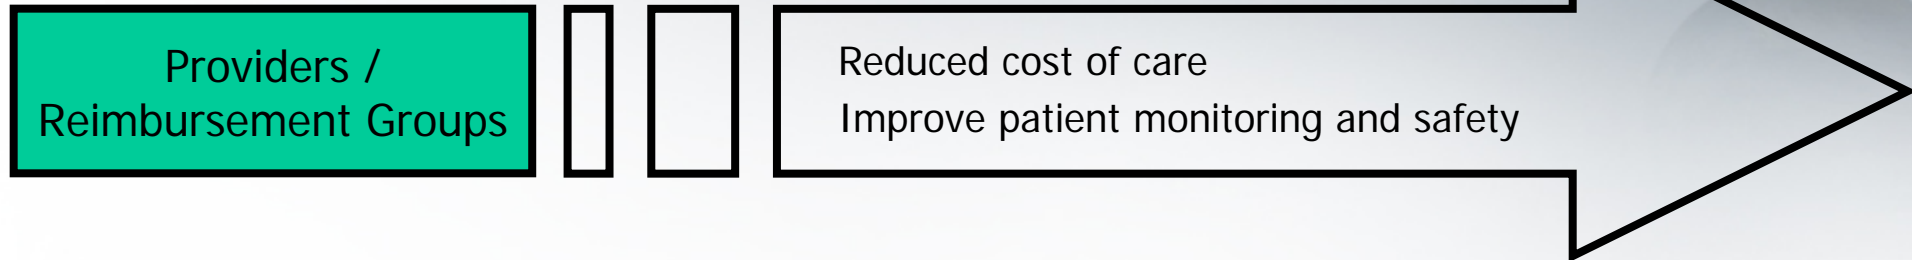 Providers /
Reimbursement Groups
Reduced cost of care
Improve patient monitoring and safety